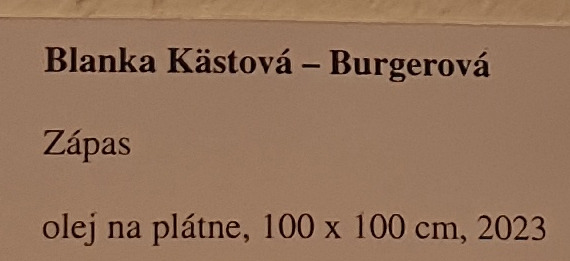 Blanka Kästová – Burgerová
Zápas
olej na plátne, 100 x 100 cm, 2023